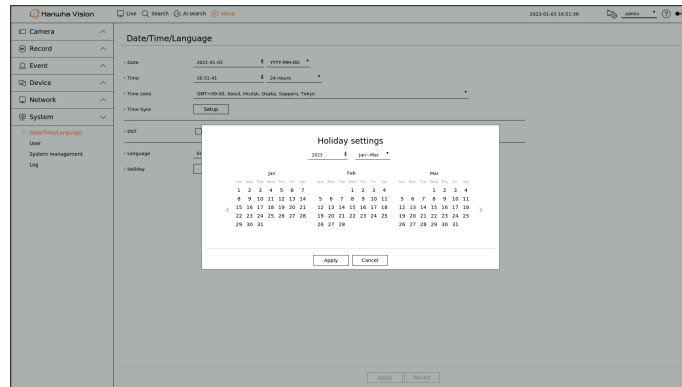 Hanwha Vision Live Search AI search Setup 2023-01-03 16:51:39 admin ?
Camera
Record
Event
Device
Network
System
Date/Time/Language
User
System management
Log
Date/Time/Language
Date 2023-01-03 YYYY-MM-DD
Time 16:51:41 24 Hours
Time zone GMT+09:00, Seoul, Irkutsk, Osaka, Sapporo, Tokyo
Time Sync Setup
DST
Language
Holiday
Holiday settings
2023 Jan~Mar
Jan Feb Mar
Sun Mon Tue Wed Thu Fri Sat Sun Mon Tue Wed Thu Fri Sat Sun Mon Tue Wed Thu Fri Sat
1 2 3 4 5 6 7 1 2 3 4 1 2 3 4
8 9 10 11 12 13 14 5 6 7 8 9 10 11 5 6 7 8 9 10 11
< 15 16 17 18 19 20 21 12 13 14 15 16 17 18 12 13 14 15 16 17 18 >
22 23 24 25 26 27 28 19 20 21 22 23 24 25 19 20 21 22 23 24 25
29 30 31 26 27 28 26 27 28 29 30 31
Apply Cancel
Apply Revert